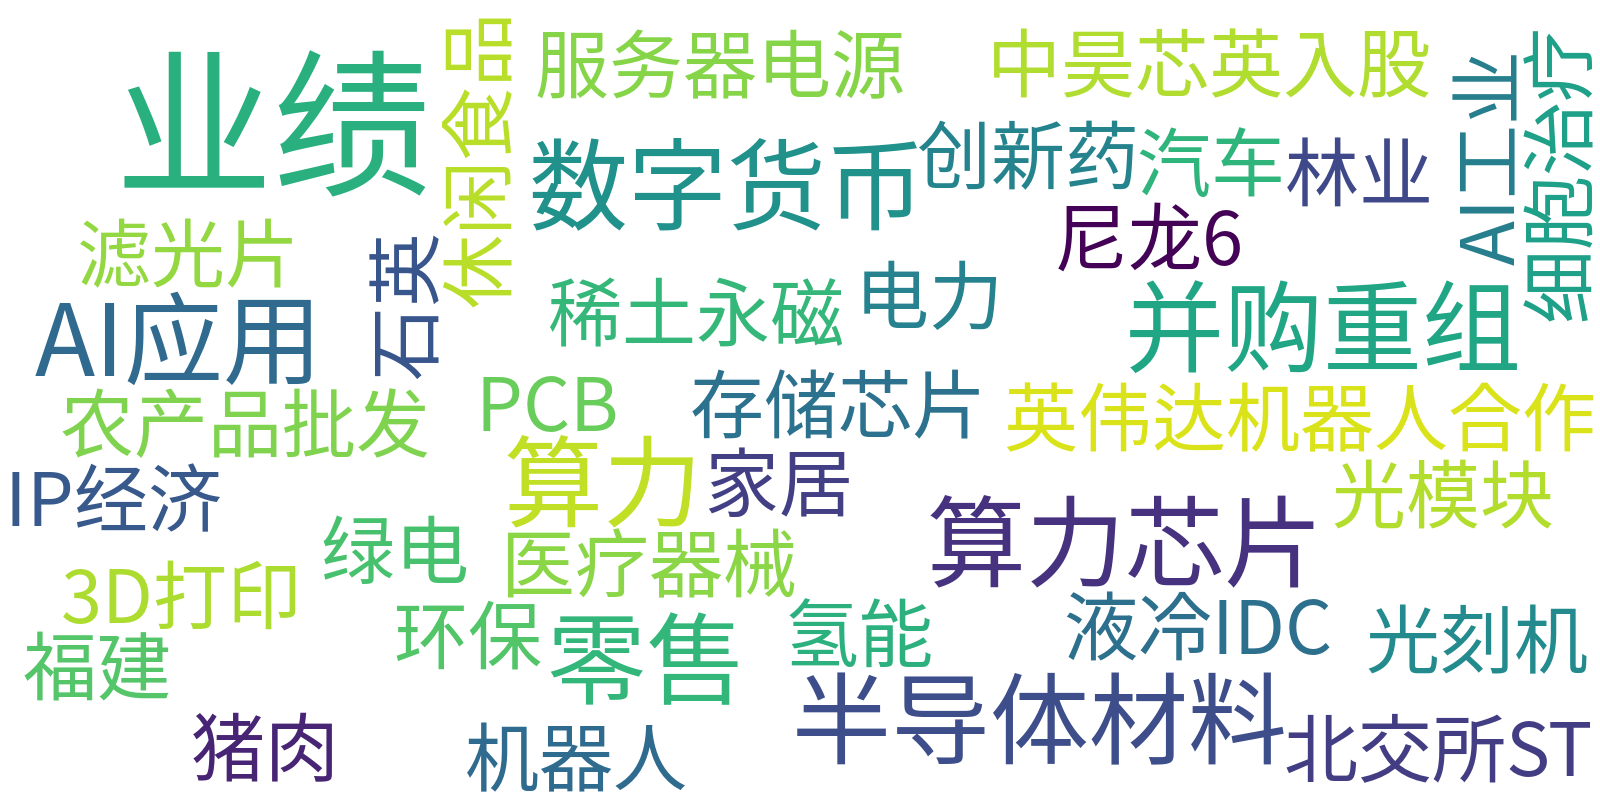 业绩
休闲食品
服务器电源
中昊芯英入股
AI工业
细胞治疗
数字货币
创新药
汽车
林业
滤光片
石英
尼龙6
稀土永磁
电力
并购重组
AI应用
农产品批发
PCB
存储芯片
英伟达机器人合作
IP经济
算力
家居
光模块
算力芯片
绿电
医疗器械
3D打印
环保
零售
氢能
液冷IDC
光刻机
福建
半导体材料
猪肉
机器人
北交所ST